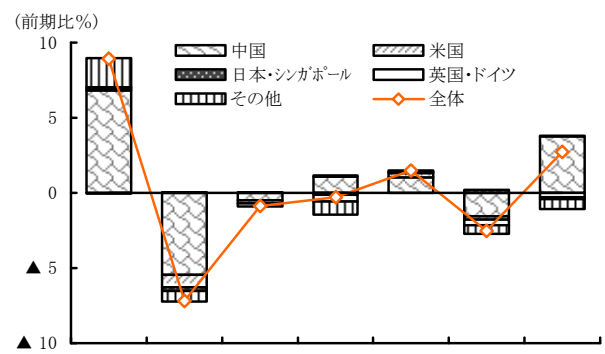 (前期比%)
10
中国
米国
日本・シンガポール
英国・ドイツ
その他
全体
5
0
▲ 5
▲ 10